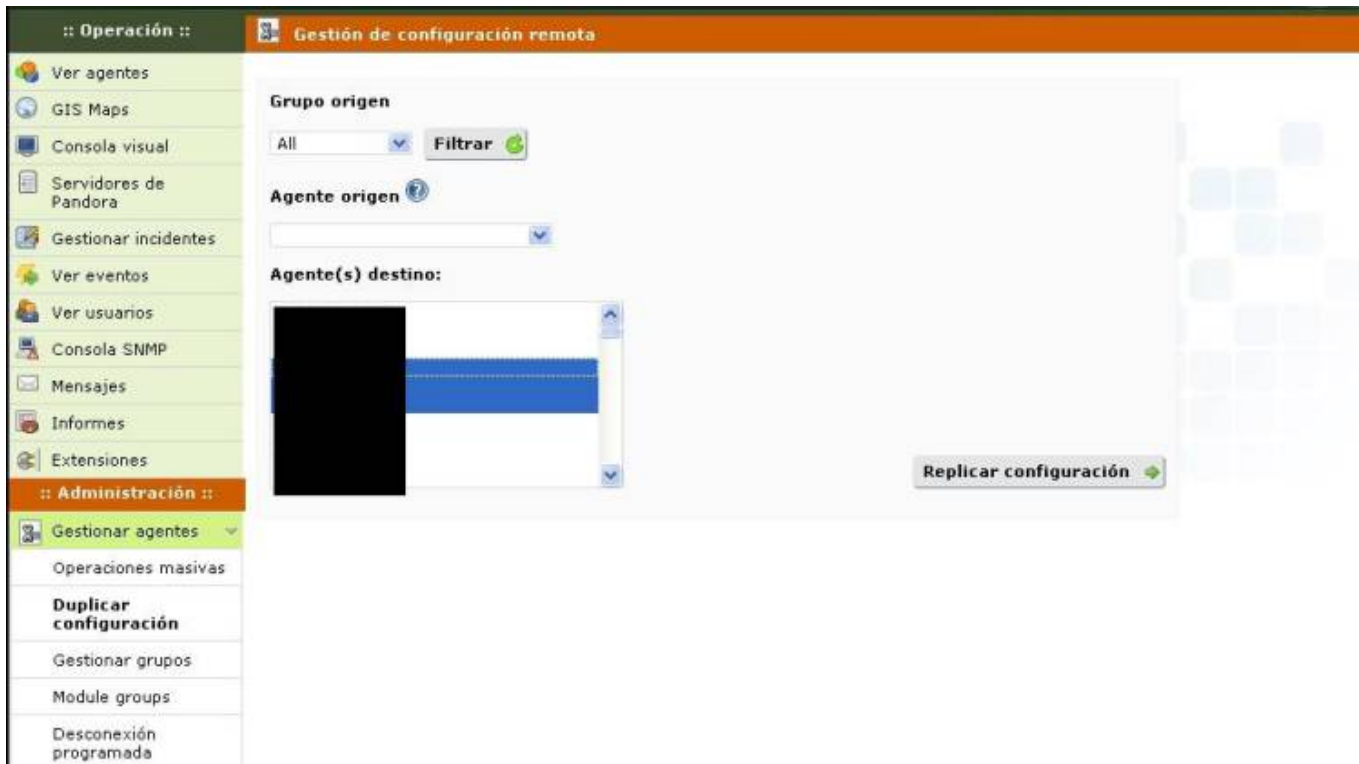 :: Operación ::
Ver agentes
GIS Maps
Consola visual
Servidores de
Pandora
Gestionar incidentes
Ver eventos
Ver usuarios
Consola SNMP
Mensajes
Informes
Extensiones
:: Administración ::
Gestionar agentes
Operaciones masivas
Duplicar
configuración
Gestionar grupos
Module groups
Desconexión
programada
Gestión de configuración remota
Grupo origen
All
Filtrar
Agente origen
Agente(s) destino:
Replicar configuración